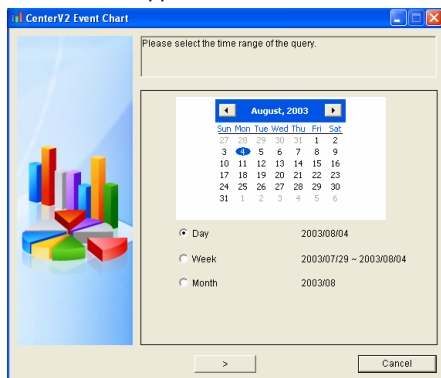 CenterV2 Event Chart
Please select the time range of the query.
August, 2003
Sun Mon Tue Wed Thu Fri Sat
27 28 29 30 31 1 2
3 4 5 6 7 8 9
10 11 12 13 14 15 16
17 18 19 20 21 22 23
24 25 26 27 28 29 30
31 1 2 3 4 5 6
Day 2003/08/04
Week 2003/07/29 ~ 2003/08/04
Month 2003/08
> Cancel